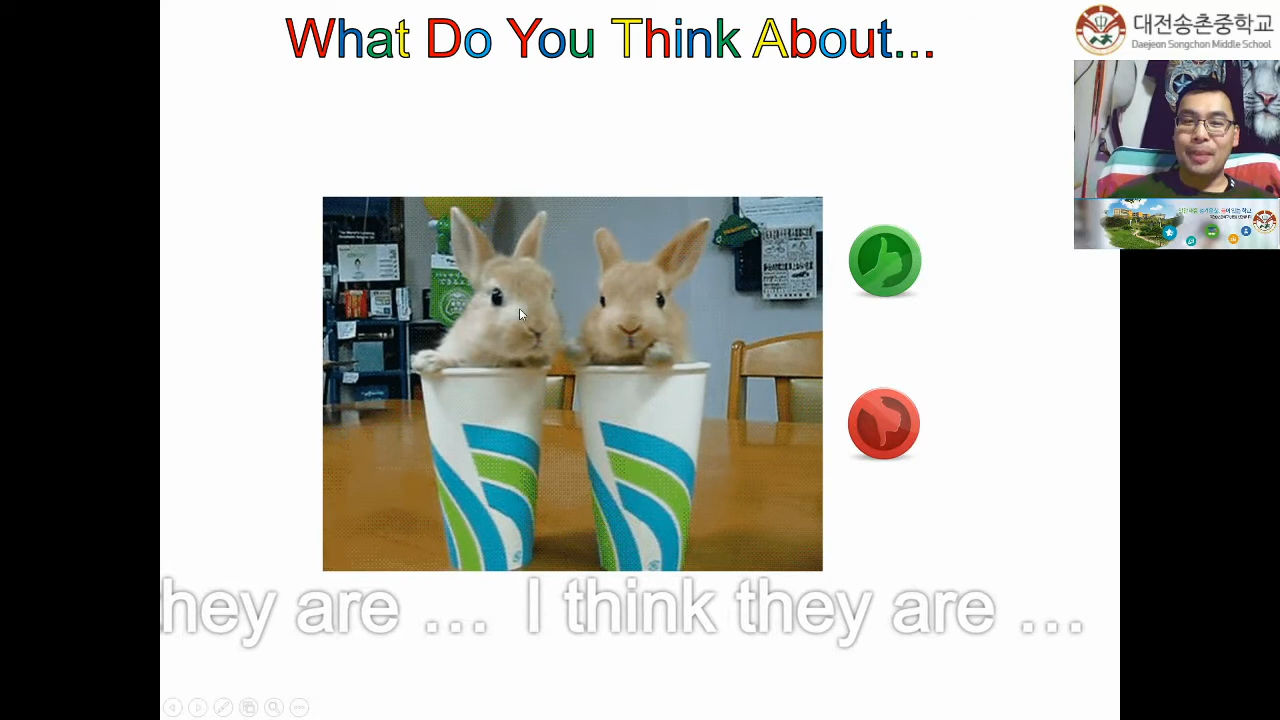 What Do You Think About...
대전송촌중학교
Daejeon Songchon Middle School
hey are ... I think they are ...